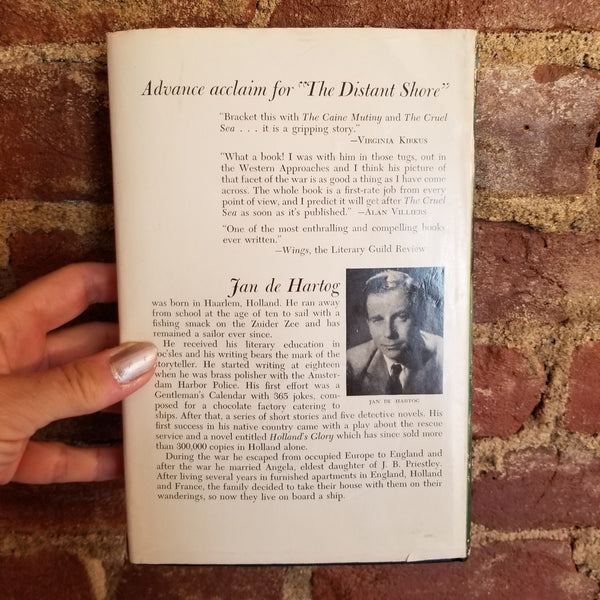 Advance acclaim for "The Distant Shore"
"Bracket this with The Caine Mutiny and The Cruel
Sea . . . it is a gripping story."
—VIRGINIA KIRKUS
"What a book! I was with him in those tugs, out in
the Western Approaches and I think his picture of
that facet of the war is as good a thing as I have come
across. The whole book is a first-rate job from every
point of view, and I predict it will get after The Cruel
Sea as soon as it's published." —ALAN VILLIERS
"One of the most enthralling and compelling books
ever written."
—Wings, the Literary Guild Review
Jan de Hartog
was born in Haarlem, Holland. He ran away
from school at the age of ten to sail with a
fishing smack on the Zuider Zee and has
remained a sailor ever since.
He received his literary education in
fo'c'sles and his writing bears the mark of the
storyteller. He started writing at eighteen
when he was brass polisher with the Amster-
dam Harbor Police. His first effort was a
Gentleman's Calendar with 365 jokes, com-
posed for a chocolate factory catering to
ships. After that, a series of short stories and five detective novels. His
first success in his native country came with a play about the rescue
service and a novel entitled Holland's Glory which has since sold more
than 300,000 copies in Holland alone.
During the war he escaped from occupied Europe to England and
after the war he married Angela, eldest daughter of J. B. Priestley.
After living several years in furnished apartments in England, Holland
and France, the family decided to take their house with them on their
wanderings, so now they live on board a ship.
JAN DE HARTOG